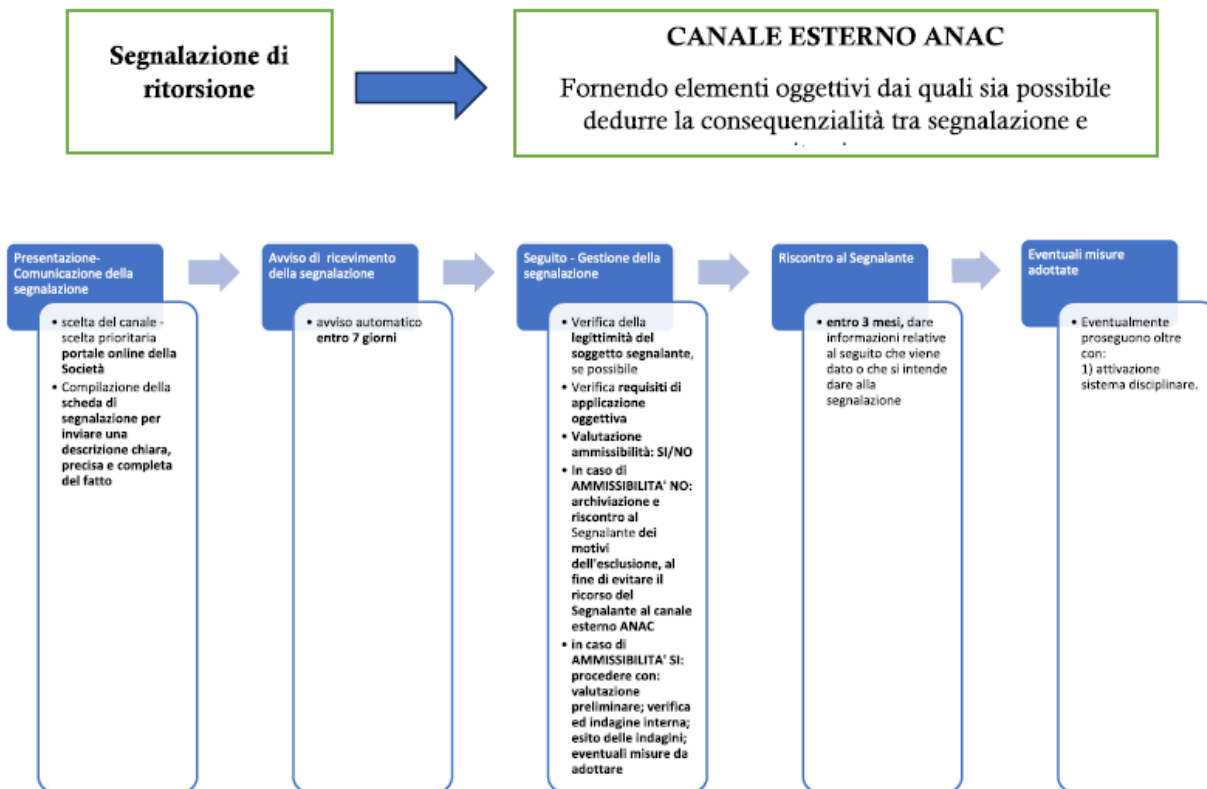 Segnalazione di
ritorsione
CANALE ESTERNO ANAC
Fornendo elementi oggettivi dai quali sia possibile
dedurre la consequenzialità tra segnalazione e
Presentazione-
Comunicazione della
segnalazione
• scelta del canale -
scelta prioritaria
portale online della
Società
• Compilazione della
scheda di
segnalazione per
inviare una
descrizione chiara,
precisa e completa
del fatto
Avviso di ricevimento
della segnalazione
• avviso automatico
entro 7 giorni
Seguito - Gestione della
segnalazione
• Verifica della
legittimità del
soggetto segnalante,
se possibile
• Verifica requisiti di
applicazione
oggettiva
• Valutazione
ammissibilità: SI/NO
• In caso di
AMMISSIBILITA' NO:
archiviazione e
riscontro al
Segnalante dei
motivi
dell'esclusione, al
fine di evitare il
ricorso del
Segnalante al canale
esterno ANAC
• in caso di
AMMISSIBILITA' SI:
procedere con:
valutazione
preliminare; verifica
ed indagine interna;
esito delle indagini;
eventuali misure da
adottare
Riscontro al Segnalante
• entro 3 mesi, dare
informazioni relative
al seguito che viene
dato o che si intende
dare alla
segnalazione
Eventuali misure
adottate
• Eventualmente
proseguono oltre
con:
1) attivazione
sistema disciplinare.